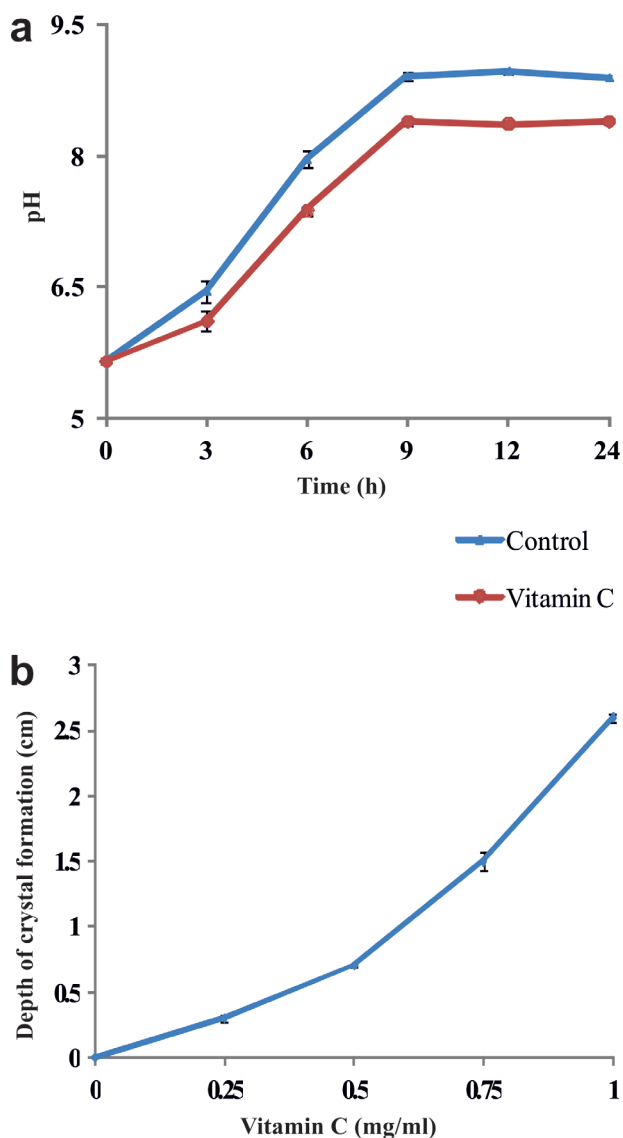 a
9.5
8
6.5
5
pH
0 3 6 9 12 24
Time (h)
Control
Vitamin C
b
3
2.5
2
1.5
1
0.5
0
Depth of crystal formation (cm)
0 0.25 0.5 0.75 1
Vitamin C (mg/ml)